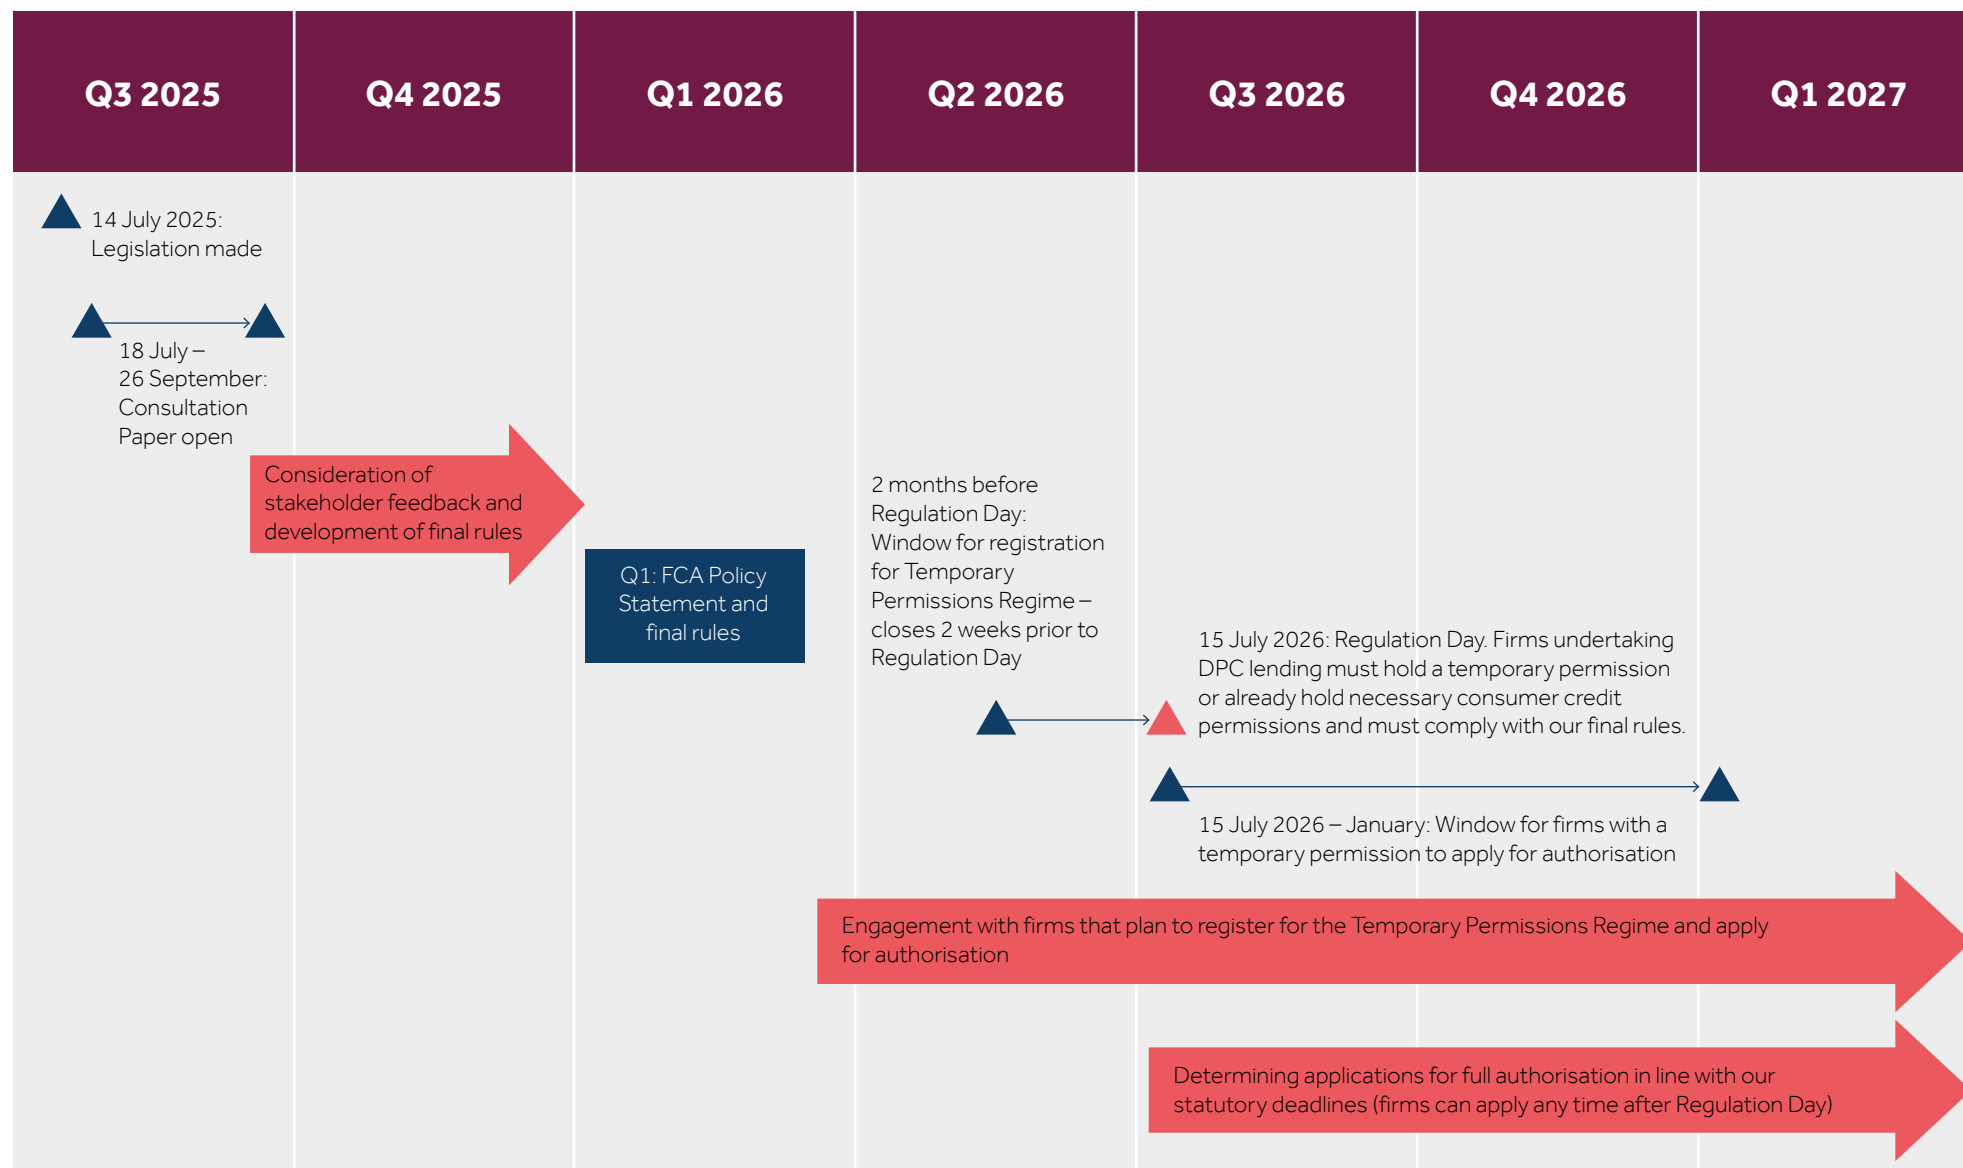 Q3 2025
Q4 2025
Q1 2026
Q2 2026
Q3 2026
Q4 2026
Q1 2027
14 July 2025:
Legislation made
18 July –
26 September:
Consultation
Paper open
Consideration of
stakeholder feedback and
development of final rules
Q1: FCA Policy
Statement and
final rules
2 months before
Regulation Day:
Window for registration
for Temporary
Permissions Regime –
closes 2 weeks prior to
Regulation Day
15 July 2026: Regulation Day. Firms undertaking
DPC lending must hold a temporary permission
or already hold necessary consumer credit
permissions and must comply with our final rules.
15 July 2026 – January: Window for firms with a
temporary permission to apply for authorisation
Engagement with firms that plan to register for the Temporary Permissions Regime and apply
for authorisation
Determining applications for full authorisation in line with our
statutory deadlines (firms can apply any time after Regulation Day)